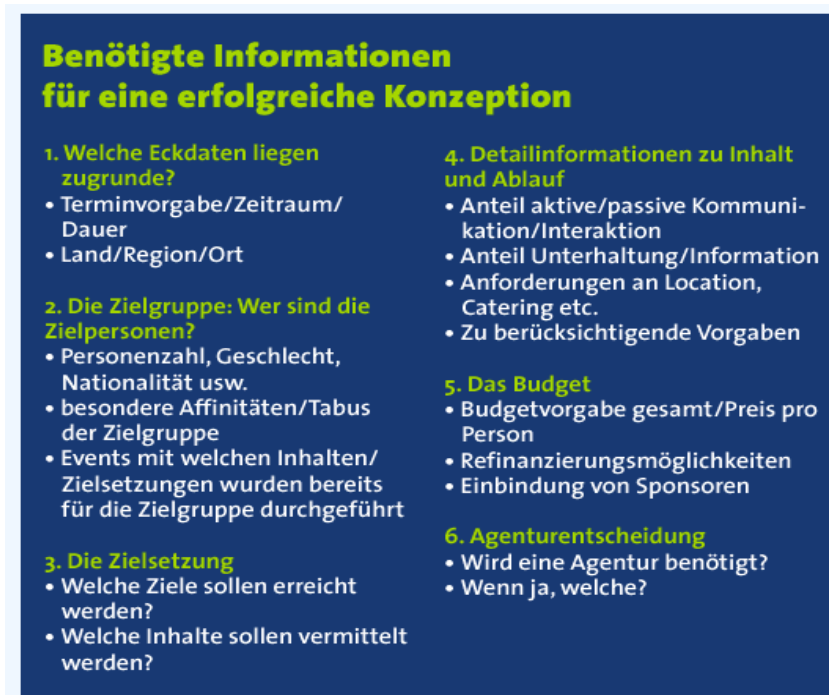 Benötigte Informationen
für eine erfolgreiche Konzeption
1. Welche Eckdaten liegen
zugrunde?
• Terminvorgabe/Zeitraum/
Dauer
• Land/Region/Ort
2. Die Zielgruppe: Wer sind die
Zielpersonen?
• Personenzahl, Geschlecht,
Nationalität usw.
• besondere Affinitäten/Tabus
der Zielgruppe
• Events mit welchen Inhalten/
Zielsetzungen wurden bereits
für die Zielgruppe durchgeführt
3. Die Zielsetzung
• Welche Ziele sollen erreicht
werden?
• Welche Inhalte sollen vermittelt
werden?
4. Detailinformationen zu Inhalt
und Ablauf
• Anteil aktive/passive Kommuni-
kation/Interaktion
• Anteil Unterhaltung/Information
• Anforderungen an Location,
Catering etc.
• Zu berücksichtigende Vorgaben
5. Das Budget
• Budgetvorgabe gesamt/Preis pro
Person
• Refinanzierungsmöglichkeiten
• Einbindung von Sponsoren
6. Agenturentscheidung
• Wird eine Agentur benötigt?
• Wenn ja, welche?